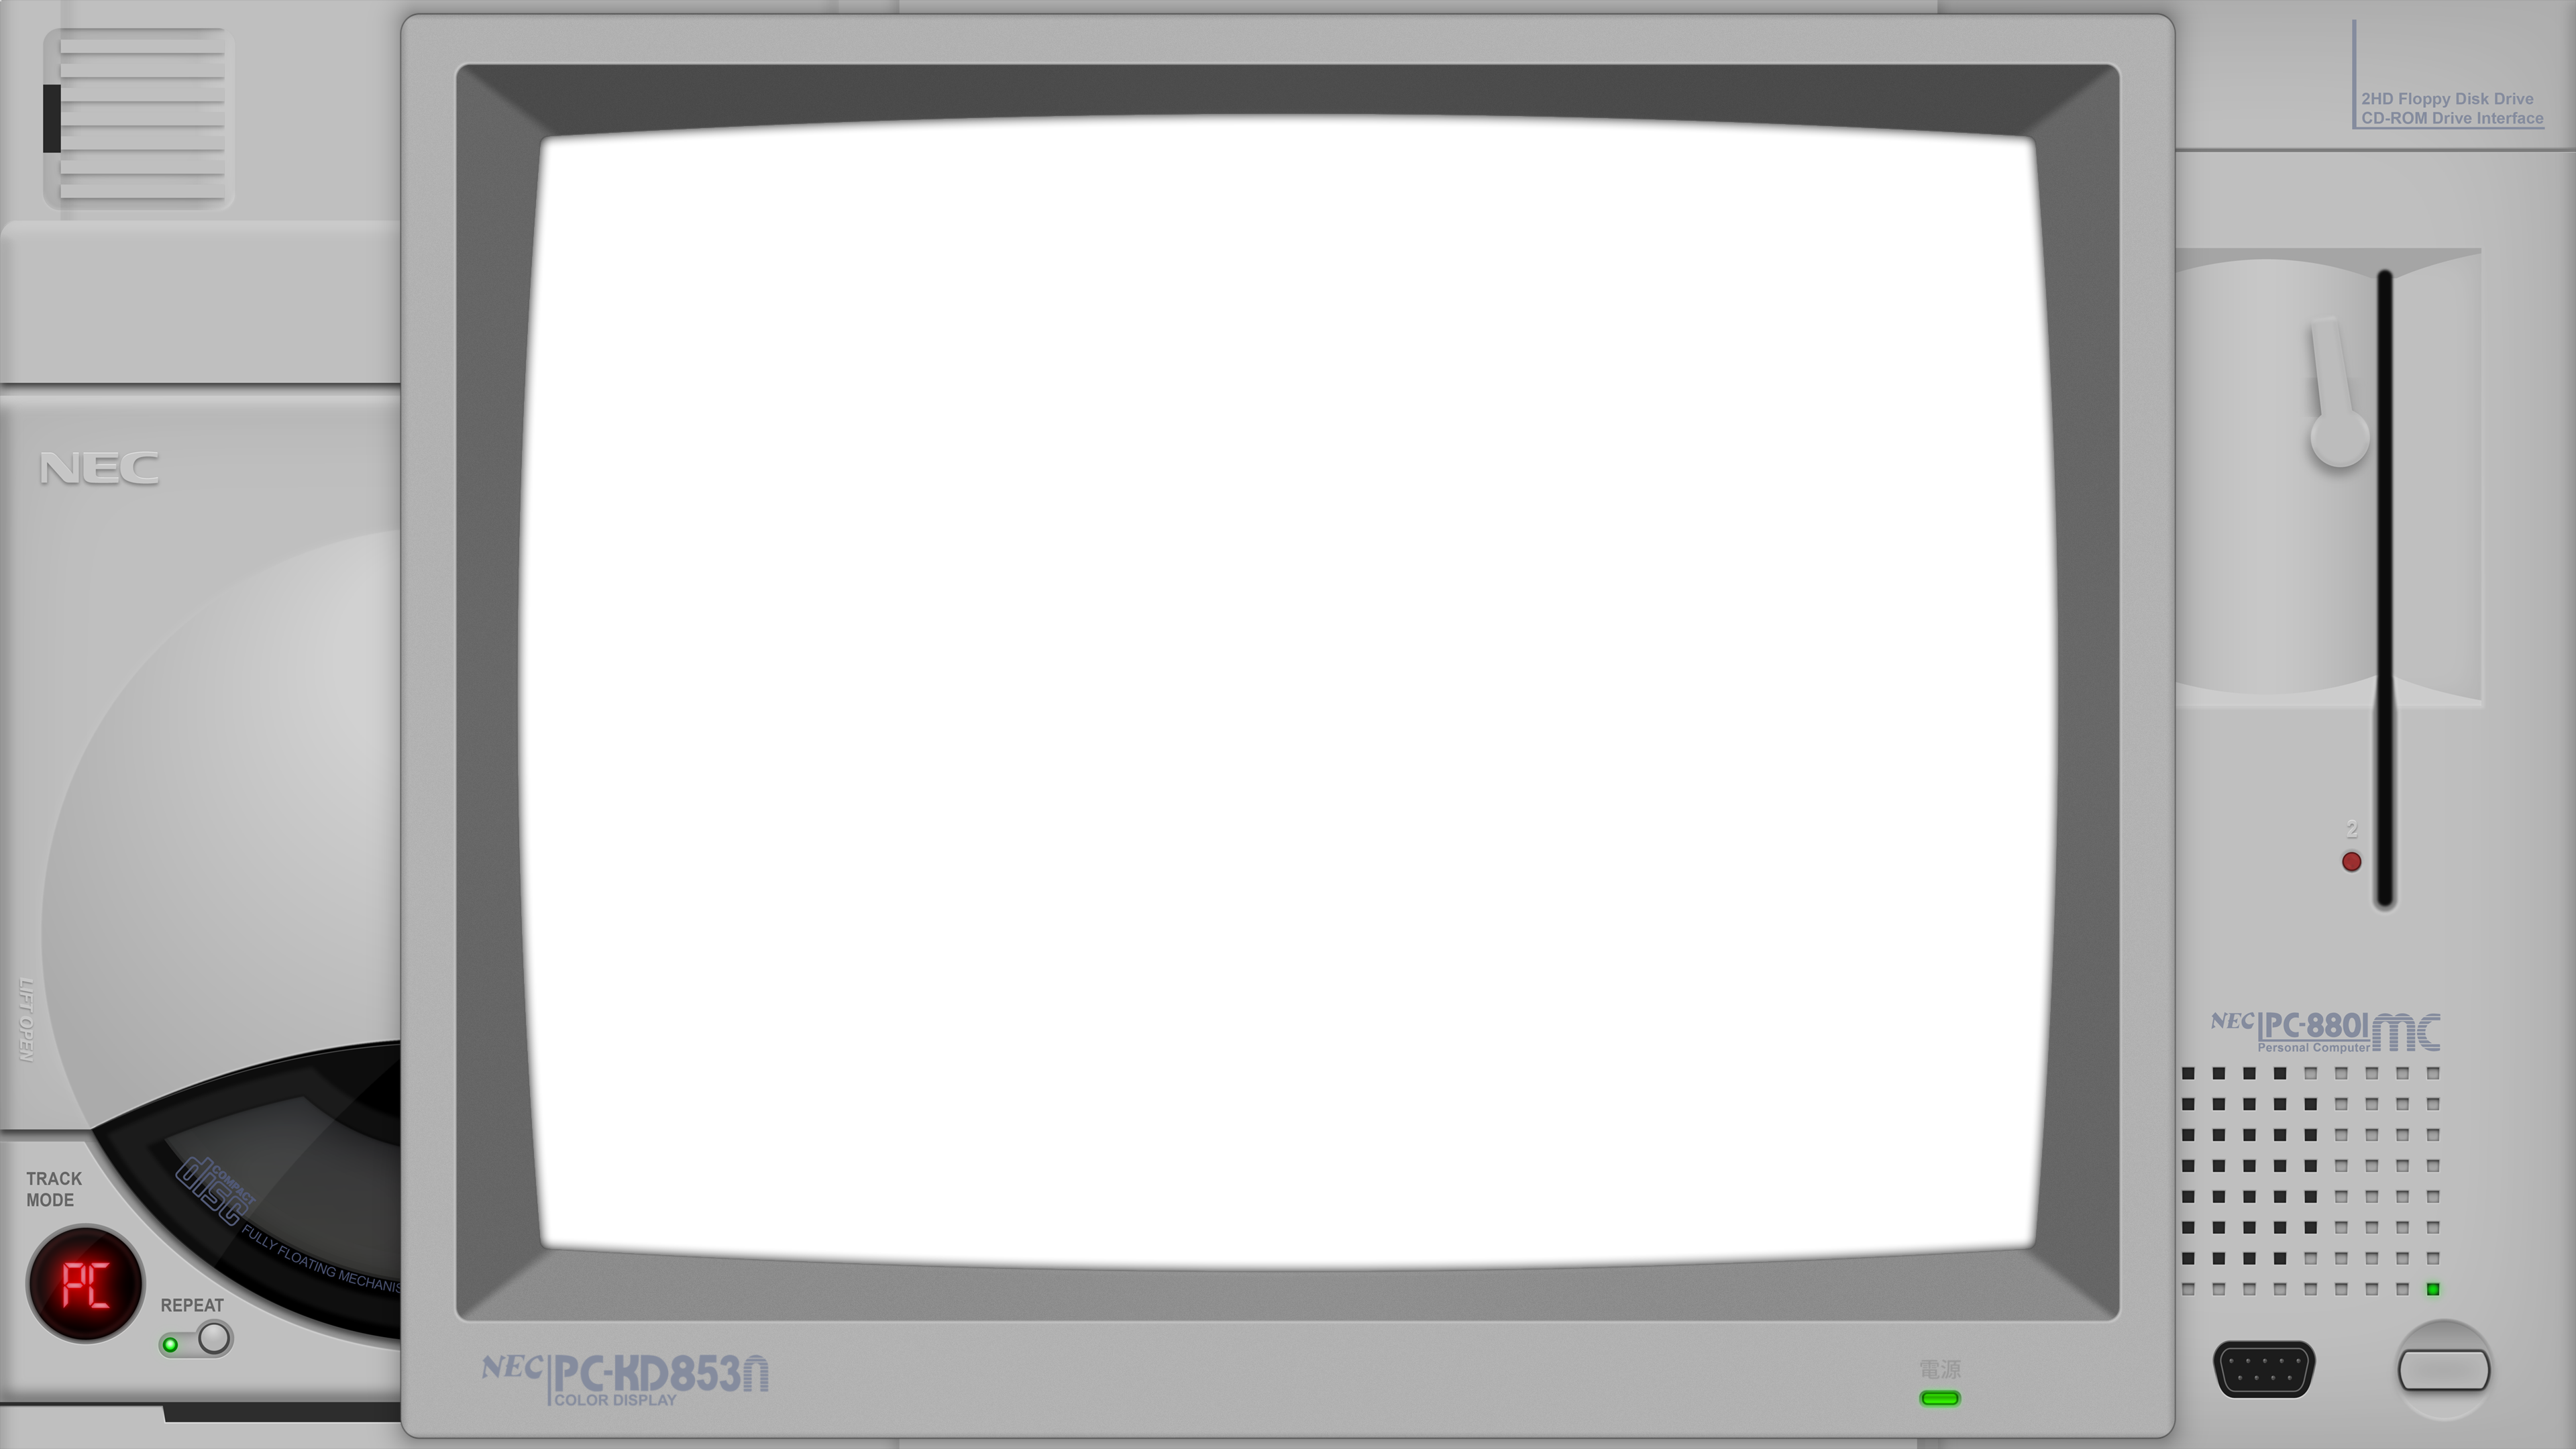 2HD Floppy Disk Drive
CD-ROM Drive Interface
NEC
LIFT OPEN
COMPACT
disc
FULLY FLOATING MECHANIS
TRACK
MODE
PC
REPEAT
NEC PC-KD853n
COLOR DISPLAY
電源
2
NEC PC-8801 mc
Personal Computer